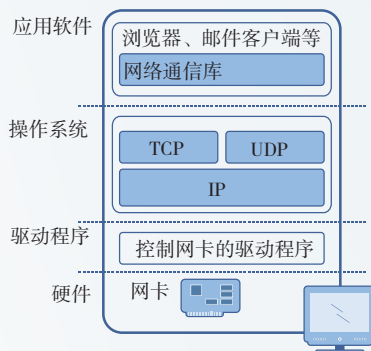 应用软件
浏览器、邮件客户端等
网络通信库
操作系统
TCP
UDP
IP
驱动程序
控制网卡的驱动程序
硬件
网卡